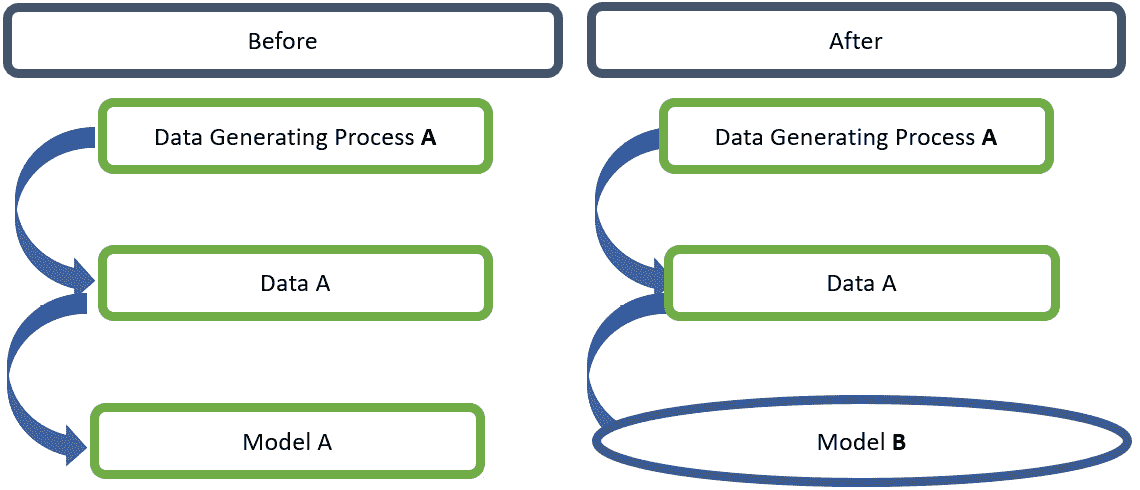 Before
After
Data Generating Process A
Data Generating Process A
Data A
Data A
Model A
Model B